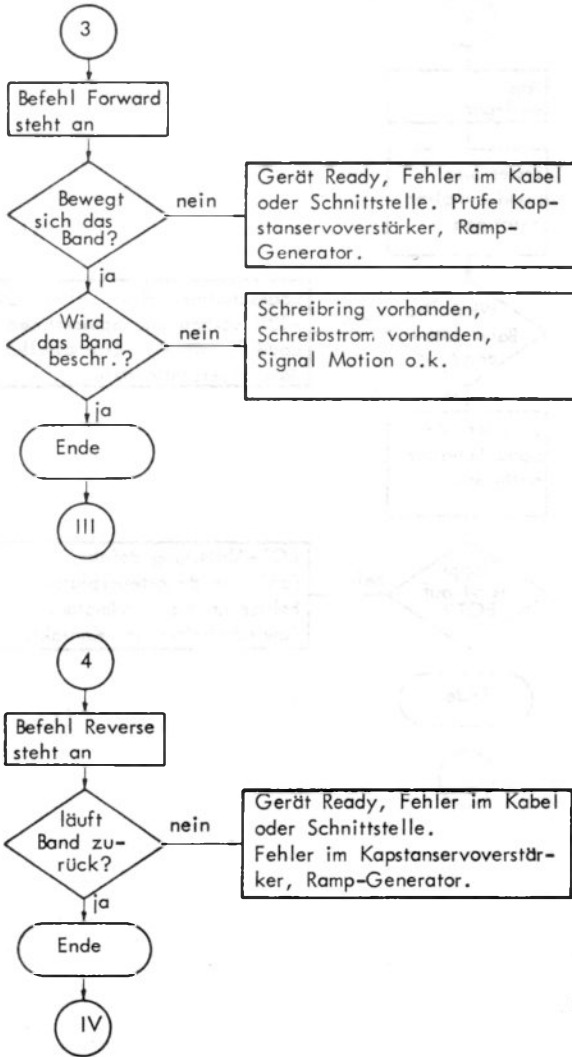 3
Befehl Forward
steht an
Bewegt
sich das
Band?
nein
Gerät Ready, Fehler im Kabel
oder Schnittstelle. Prüfe Kap-
stanservoverstärker, Ramp-
Generator.
ja
Wird
das Band
beschr.?
nein
Schreibring vorhanden,
Schreibstrom vorhanden,
Signal Motion o.k.
ja
Ende
III
4
Befehl Reverse
steht an
läuft
Band zu-
rück?
nein
Gerät Ready, Fehler im Kabel
oder Schnittstelle.
Fehler im Kapstanservoverstär-
ker, Ramp-Generator.
ja
Ende
IV